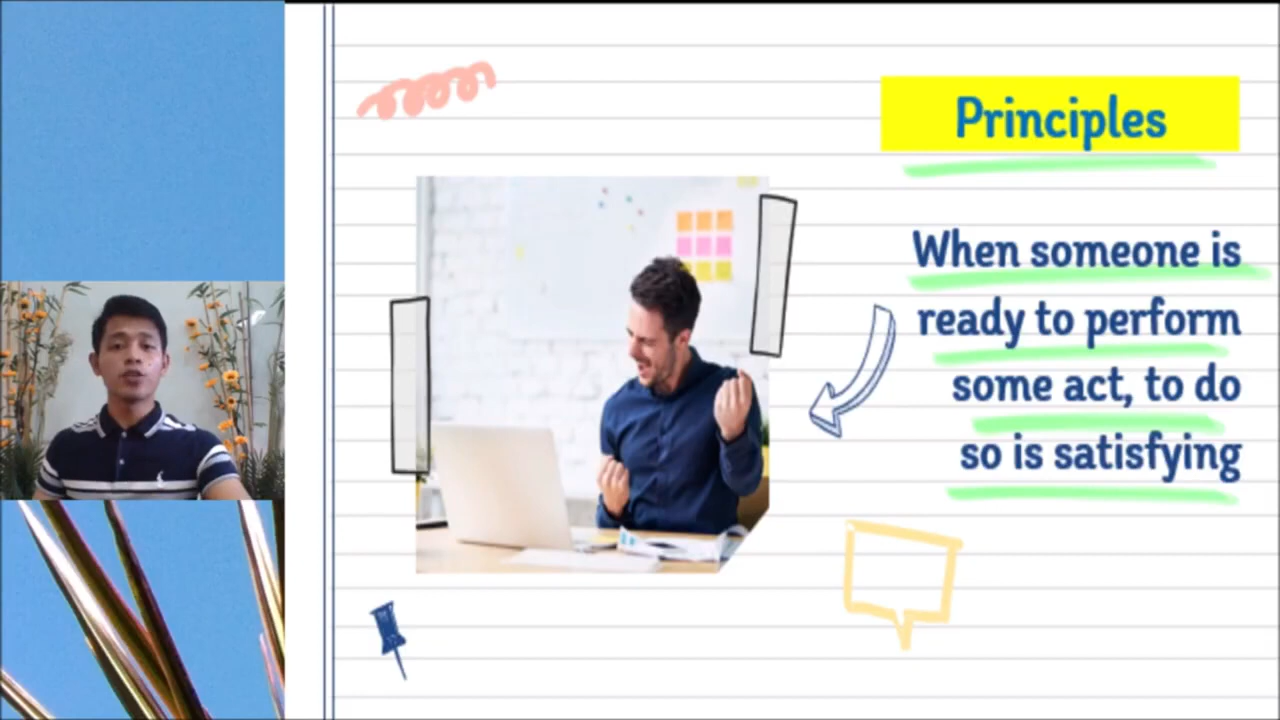 Principles
When someone is
ready to perform
some act, to do
so is satisfying